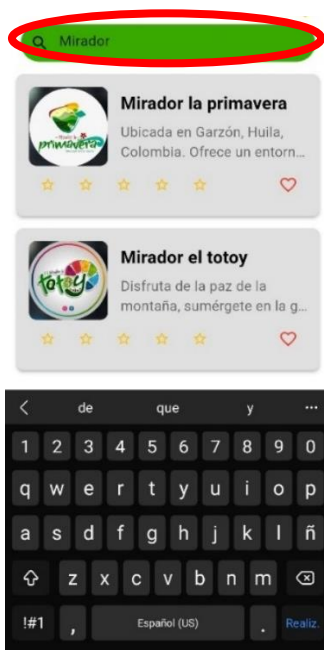 Mirador
Mirador la primavera
Ubicada en Garzón, Huila,
Colombia. Ofrece un entorn...
primavera
Mirador el totoy
Disfruta de la paz de la
montaña, sumérgete en la g...
totoy
de que y
1 2 3 4 5 6 7 8 9 0
q w e r t y u i o p
a s d f g h j k l ñ
z x c v b n m
!#1 , Español (US) . Realiz.